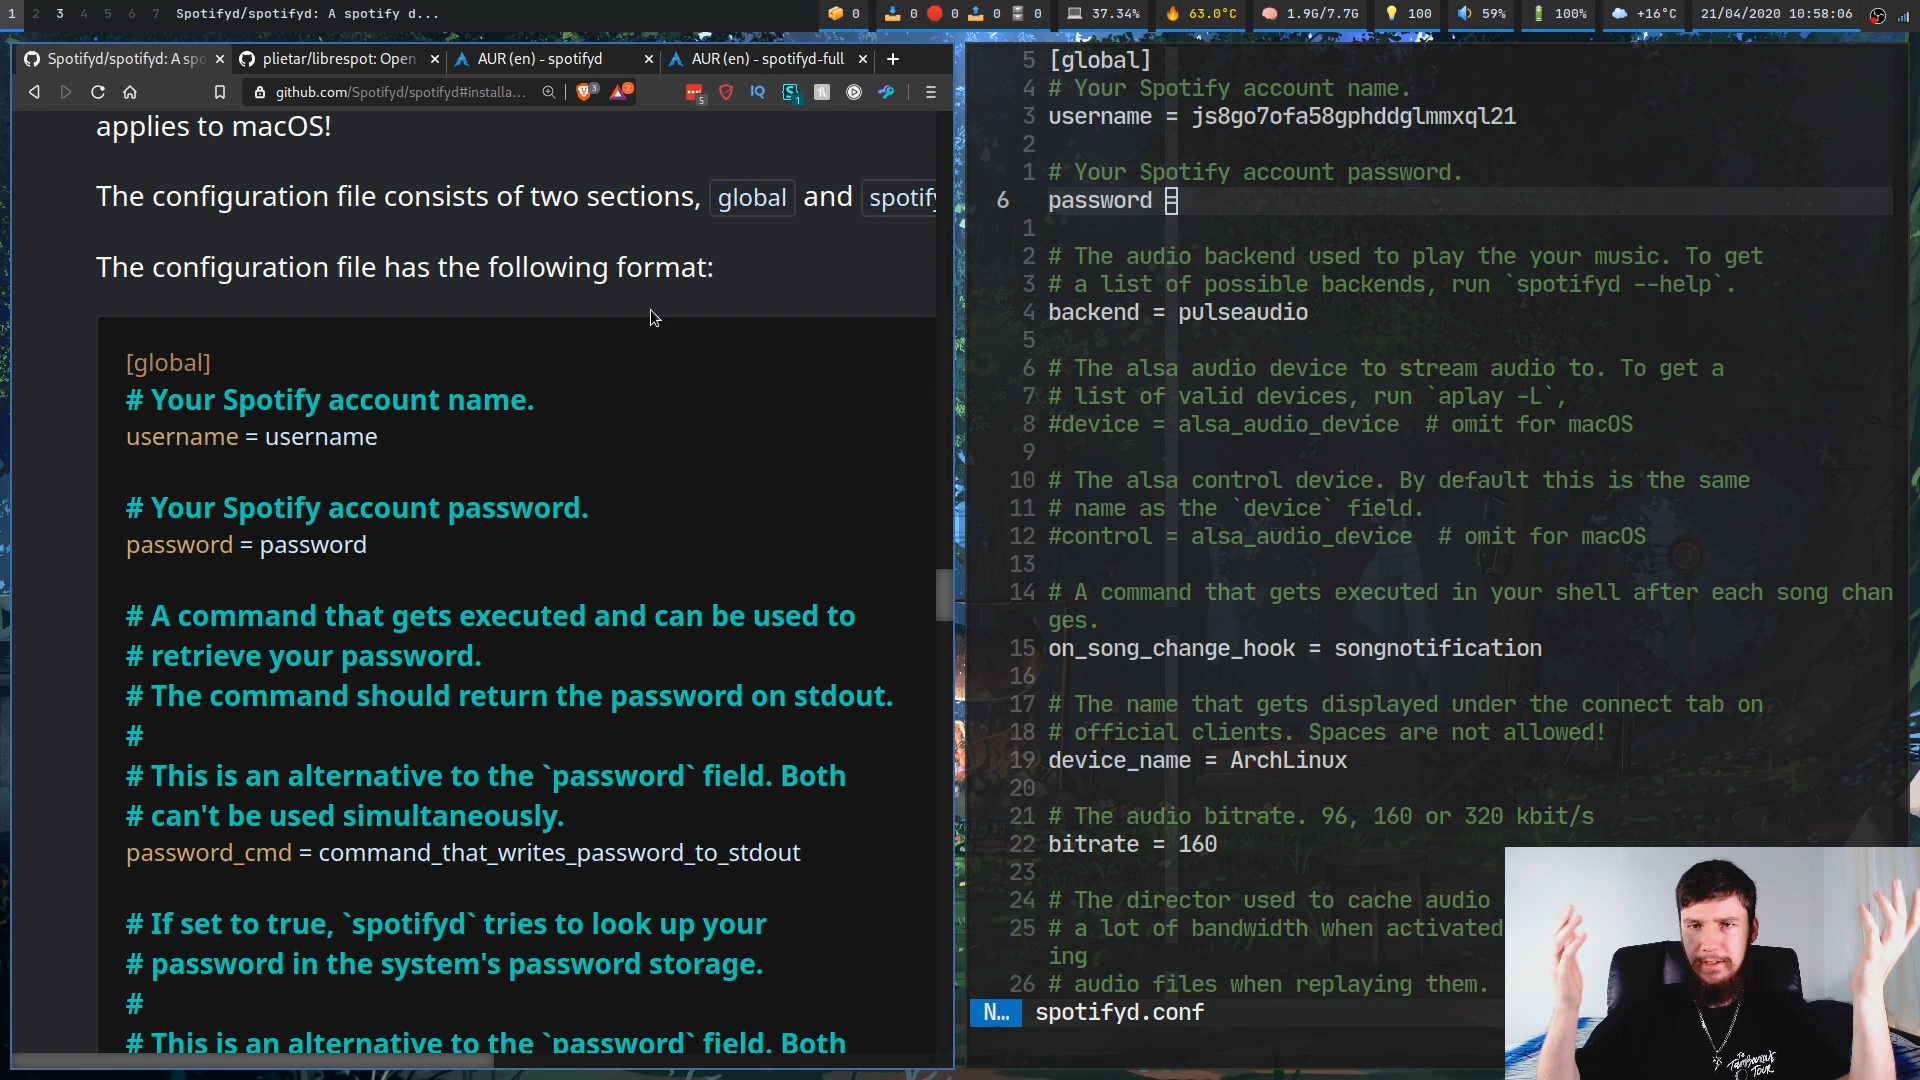 1 2 3 4 5 6 7 Spotifyd/spotifyd: A spotify d...
0 0 0 0 0 37.34% 63.0°C 1.9G/7.7G 100 59% 100% +16°C 21/04/2020 10:58:06
Spotifyd/spotifyd: A spo × plietar/librespot: Open × AUR (en) - spotifyd × AUR (en) - spotifyd-full × +
github.com/Spotifyd/spotifyd#installa... 3 2 5 IQ 1
applies to macOS!
The configuration file consists of two sections, global and spotify
The configuration file has the following format:
[global]
# Your Spotify account name.
username = username
# Your Spotify account password.
password = password
# A command that gets executed and can be used to
# retrieve your password.
# The command should return the password on stdout.
#
# This is an alternative to the `password` field. Both
# can't be used simultaneously.
password_cmd = command_that_writes_password_to_stdout
# If set to true, `spotifyd` tries to look up your
# password in the system's password storage.
#
# This is an alternative to the `password` field. Both
5 [global]
4 # Your Spotify account name.
3 username = js8go7ofa58gphddglmmxql21
2
1 # Your Spotify account password.
6 password =
1
2 # The audio backend used to play the your music. To get
3 # a list of possible backends, run `spotifyd --help`.
4 backend = pulseaudio
5
6 # The alsa audio device to stream audio to. To get a
7 # list of valid devices, run `aplay -L`,
8 #device = alsa_audio_device # omit for macOS
9
10 # The alsa control device. By default this is the same
11 # name as the `device` field.
12 #control = alsa_audio_device # omit for macOS
13
14 # A command that gets executed in your shell after each song chan
ges.
15 on_song_change_hook = songnotification
16
17 # The name that gets displayed under the connect tab on
18 # official clients. Spaces are not allowed!
19 device_name = ArchLinux
20
21 # The audio bitrate. 96, 160 or 320 kbit/s
22 bitrate = 160
23
24 # The director used to cache audio
25 # a lot of bandwidth when activated
ing
26 # audio files when replaying them.
N... spotifyd.conf
TOUR